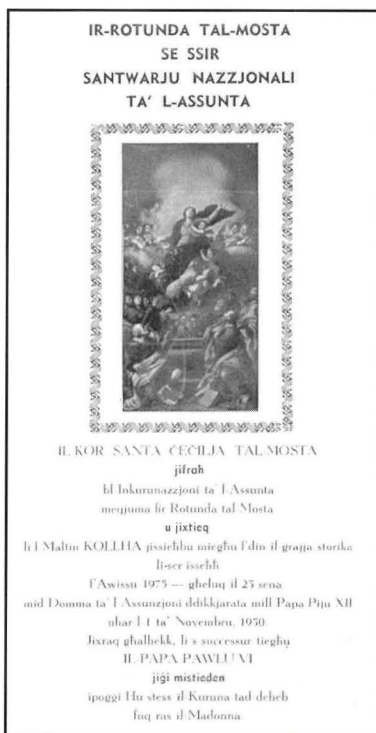 IR-ROTUNDA TAL-MOSTA
SE SSIR
SANTWARJU NAZZJONALI
TA' L-ASSUNTA
IL KOR SANTA ĊEĊILJA TAL-MOSTA
jifraħ
bl Inkurunazzjoni ta' l Assunta
meqjuma fir Rotunda tal Mosta
u jixtieq
li l Maltin KOLLHA jissieħbu miegħu f'din il ġrajja storika
li-ser isseħħ
f'Awissu 1975 — għeluq il 25 sena
mid Domma ta' l Assunzjoni ddikkjarata mill Papa Piju XII
nhar l-1 ta' Novembru, 1950.
Jixraq għalhekk, li s suċċessur tiegħu
IL-PAPA PAWLU VI
jiġi mistieden
ipoġġi Hu stess il Kuruna tad deheb
fuq ras il Madonna